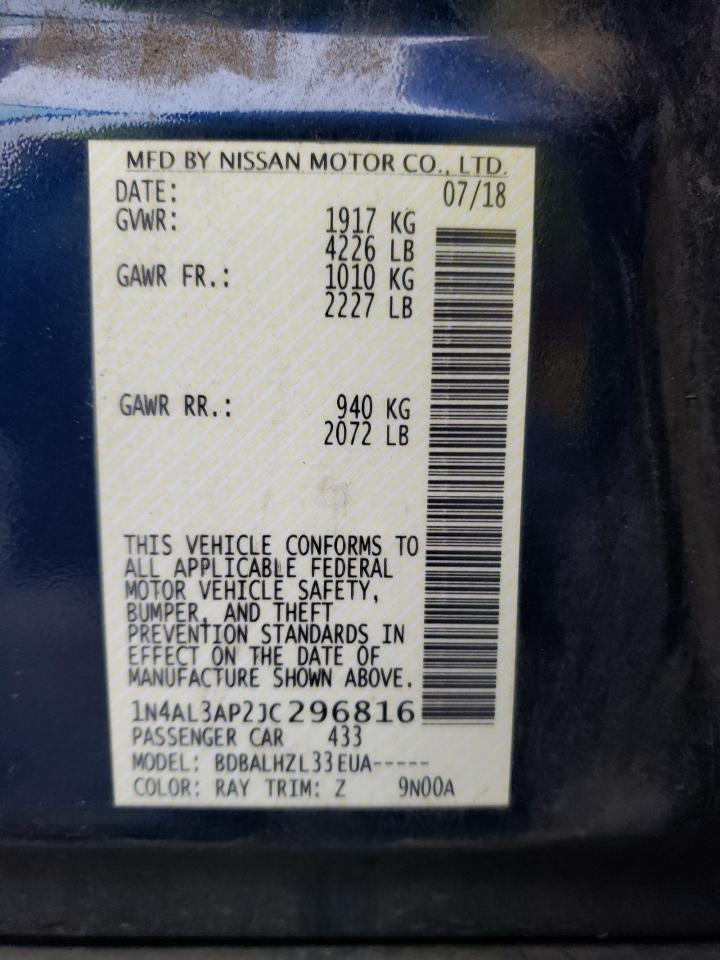 MFD BY NISSAN MOTOR CO., LTD.
DATE: 07/18
GVWR: 1917 KG
4226 LB
GAWR FR.: 1010 KG
2227 LB
GAWR RR.: 940 KG
2072 LB
THIS VEHICLE CONFORMS TO
ALL APPLICABLE FEDERAL
MOTOR VEHICLE SAFETY,
BUMPER, AND THEFT
PREVENTION STANDARDS IN
EFFECT ON THE DATE OF
MANUFACTURE SHOWN ABOVE.
1N4AL3AP2JC296816
PASSENGER CAR 433
MODEL: BDBALHZL33EUA-----
COLOR: RAY TRIM: Z 9N00A